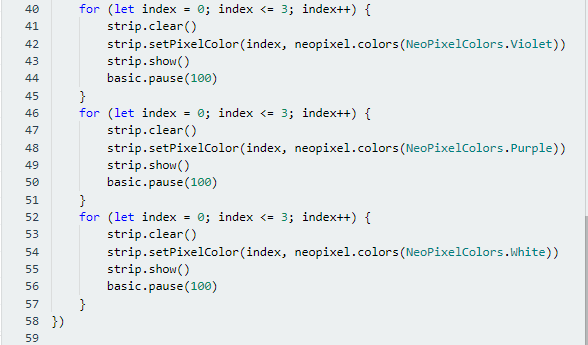 40 for (let index = 0; index <= 3; index++) {
41 strip.clear()
42 strip.setPixelColor(index, neopixel.colors(NeoPixelColors.Violet))
43 strip.show()
44 basic.pause(100)
45 }
46 for (let index = 0; index <= 3; index++) {
47 strip.clear()
48 strip.setPixelColor(index, neopixel.colors(NeoPixelColors.Purple))
49 strip.show()
50 basic.pause(100)
51 }
52 for (let index = 0; index <= 3; index++) {
53 strip.clear()
54 strip.setPixelColor(index, neopixel.colors(NeoPixelColors.White))
55 strip.show()
56 basic.pause(100)
57 }
58 })
59